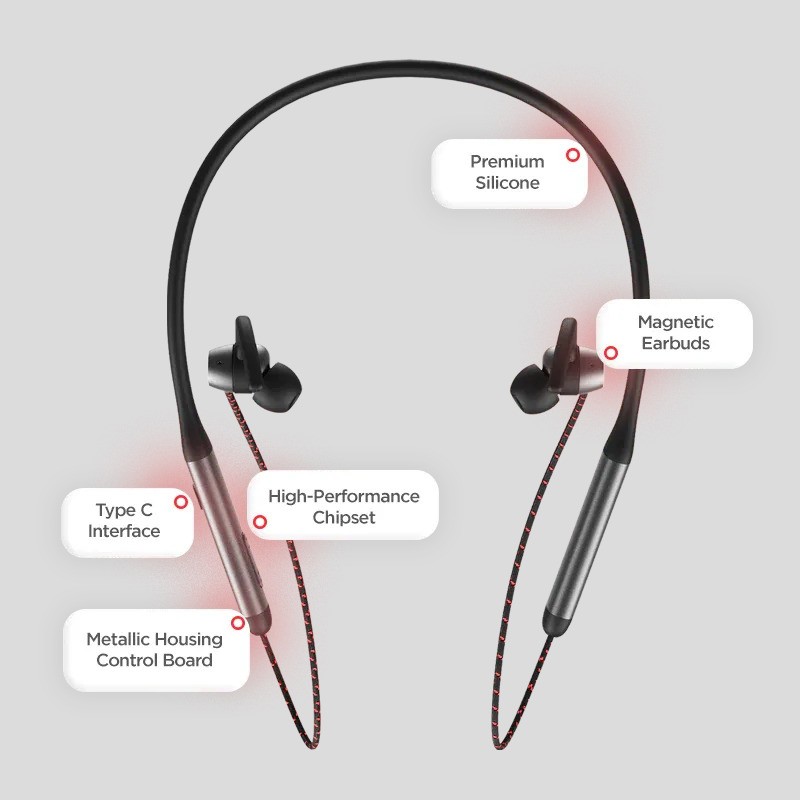 Premium
Silicone
Magnetic
Earbuds
High-Performance
Chipset
Type C
Interface
Metallic Housing
Control Board